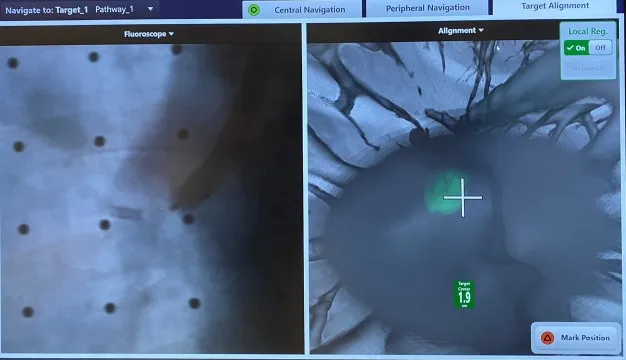 Navigate to: Target_1 Pathway_1
Central Navigation
Peripheral Navigation
Target Alignment
Fluoroscope
Alignment
Local Reg.
On
Off
Target
Center
1.9
cm
Mark Position